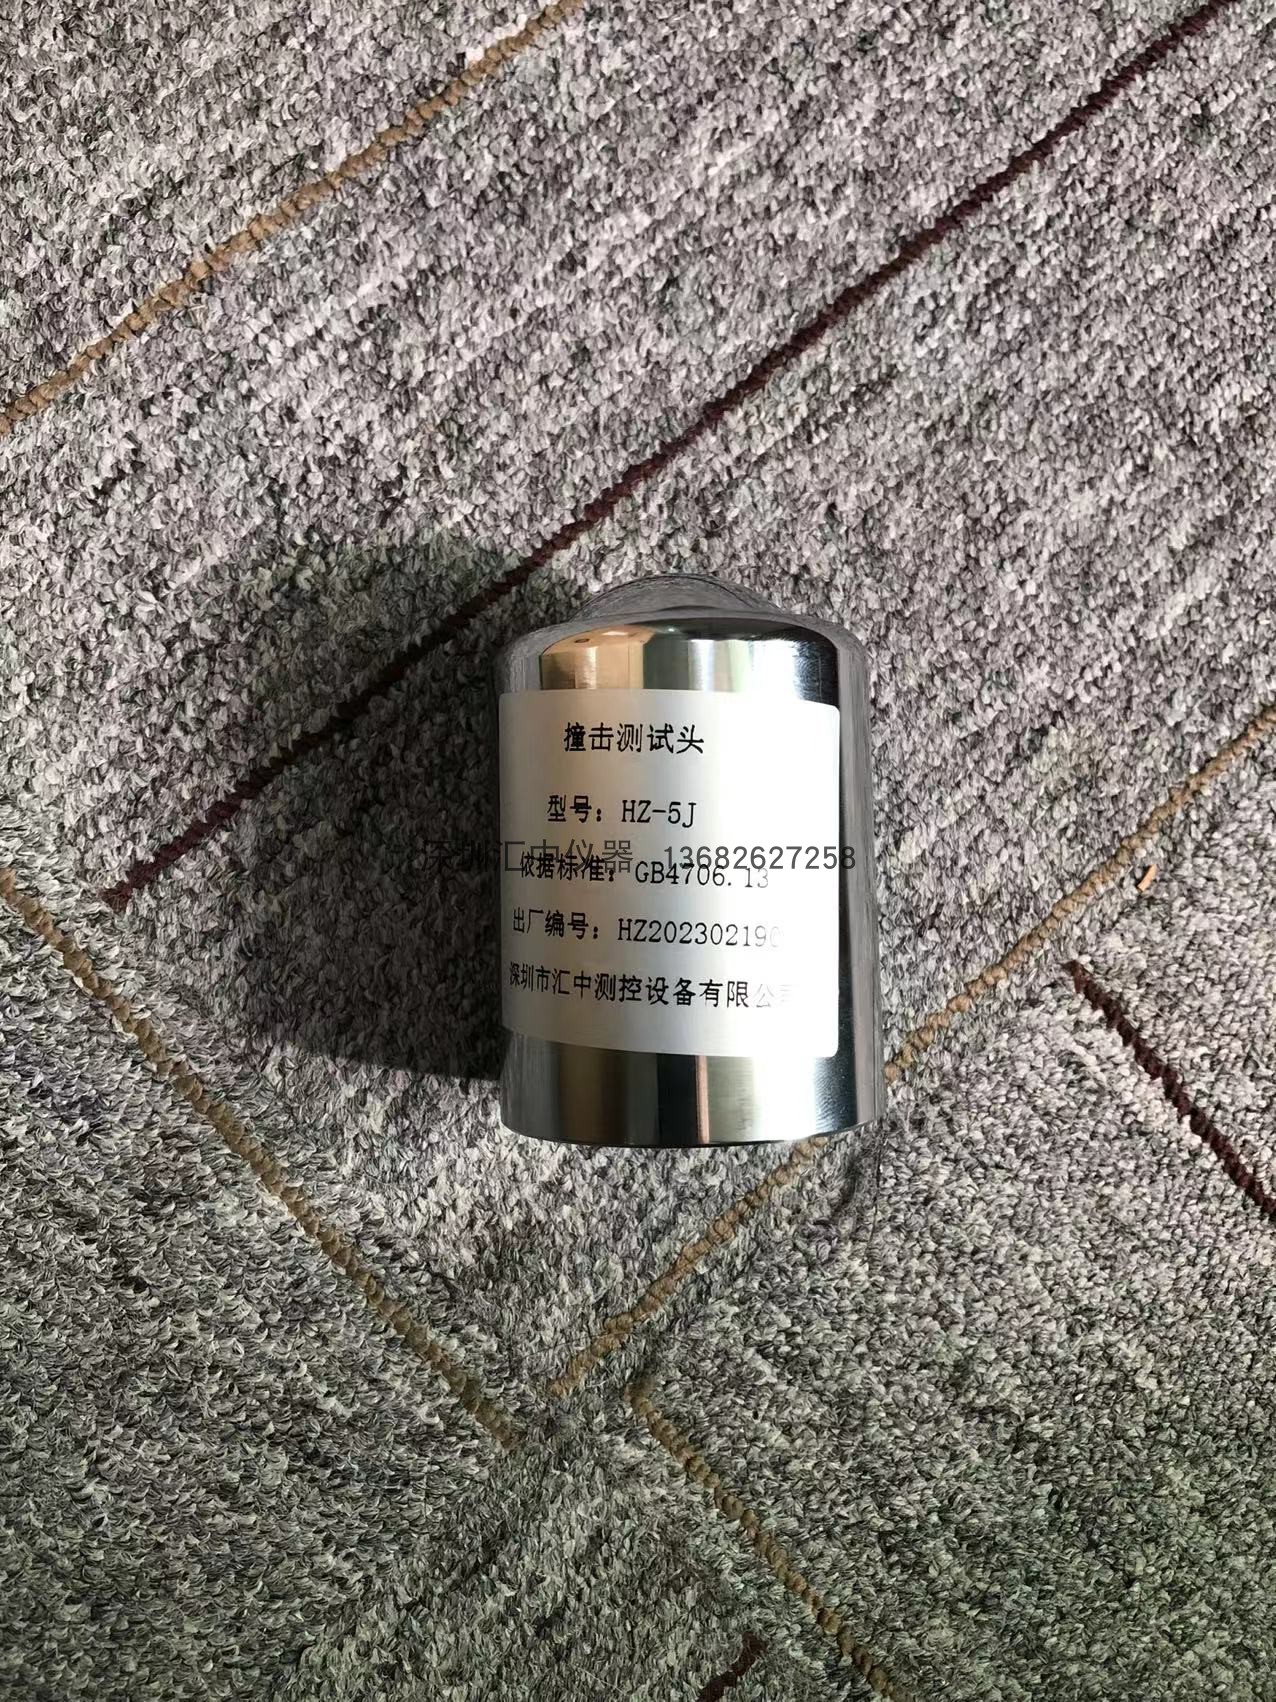 撞击测试头
型号：HZ-5J
深圳汇中仪器 13682627258
依据标准：GB4706.13
出厂编号：HZ202302190
深圳市汇中测控设备有限公司